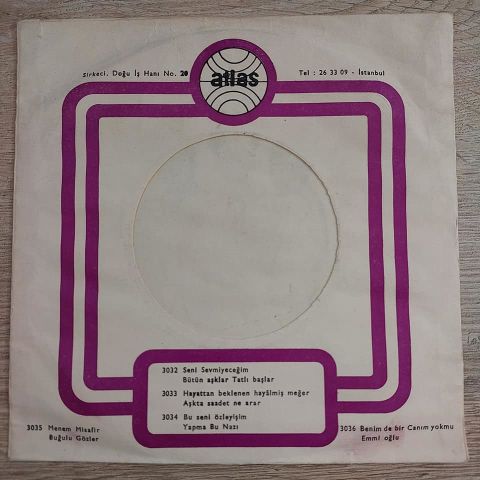 atlas
Sirkeci, Doğu İş Hanı No. 20
Tel : 26 33 09 - İstanbul
3032 Seni Sevmiyeceğim
Bütün aşklar Tatlı başlar
3033 Hayattan beklenen hayâlmiş meğer
Aşkta saadet ne arar
3034 Bu seni özleyişim
Yapma Bu Nazı
3035 Menem Misafir
Buğulu Gözler
3036 Benim de bir Canım yokmu
Emmi oğlu